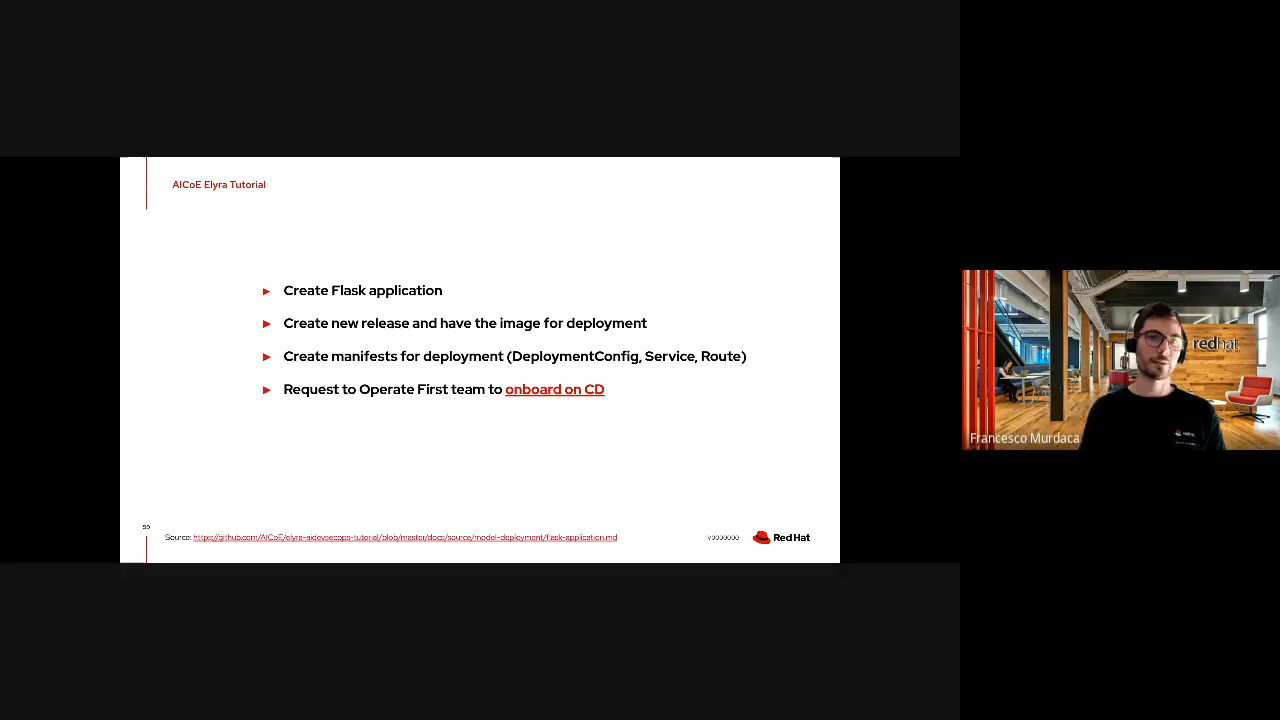 AICoE Elyra Tutorial
► Create Flask application
► Create new release and have the image for deployment
► Create manifests for deployment (DeploymentConfig, Service, Route)
► Request to Operate First team to onboard on CD
59
Source: https://github.com/AICoE/elyra-aidevsecops-tutorial/blob/master/docs/source/model-deployment/flask-application.md
V0000000
Red Hat
redhat
Francesco Murdaca